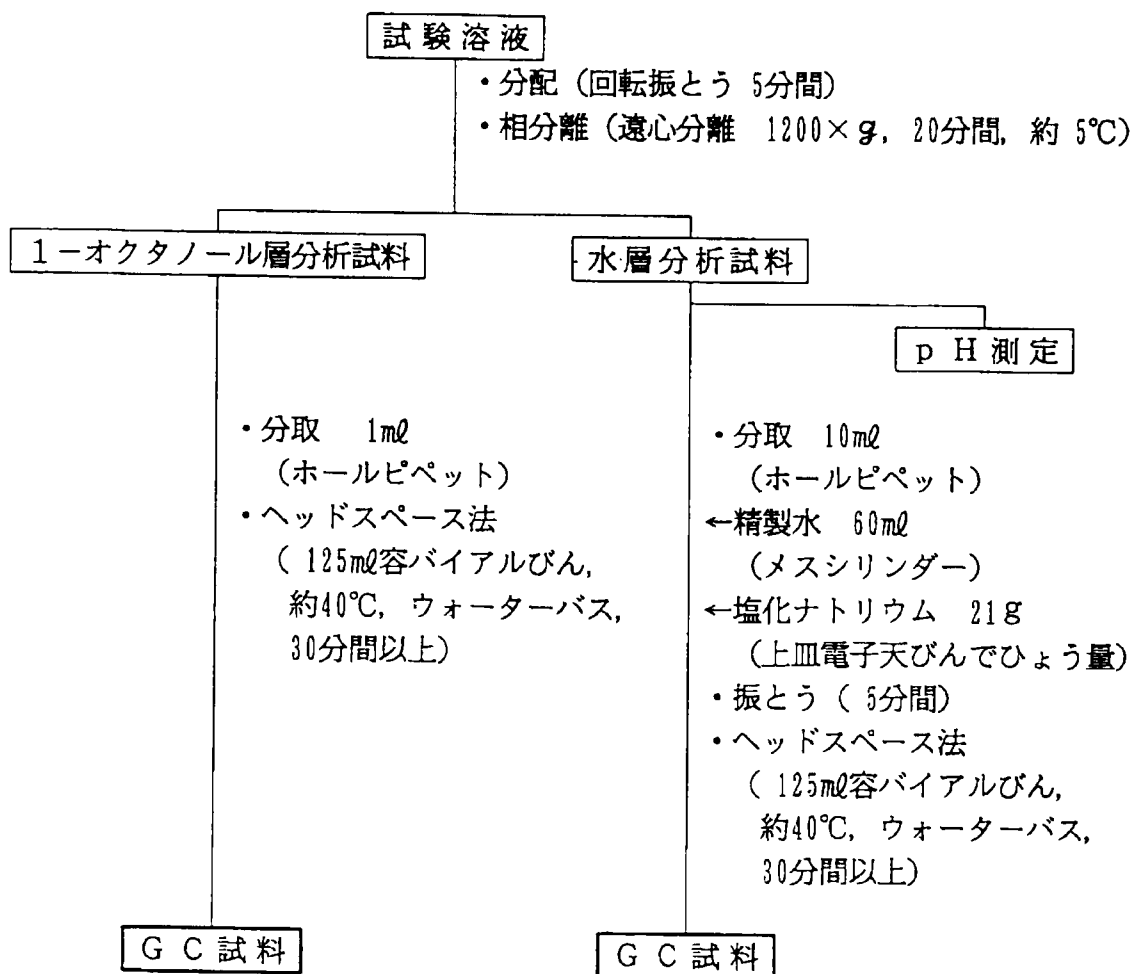 試験溶液
・分配 (回転振とう 5分間)
・相分離 (遠心分離 1200×g, 20分間, 約 5℃)
1-オクタノール層分析試料
水層分析試料
pH測定
・分取 1mℓ
(ホールピペット)
・ヘッドスペース法
( 125mℓ容バイアルびん,
約40℃, ウォーターバス,
30分間以上)
・分取 10mℓ
(ホールピペット)
←精製水 60mℓ
(メスシリンダー)
←塩化ナトリウム 21g
(上皿電子天びんでひょう量)
・振とう ( 5分間)
・ヘッドスペース法
( 125mℓ容バイアルびん,
約40℃, ウォーターバス,
30分間以上)
GC試料
GC試料